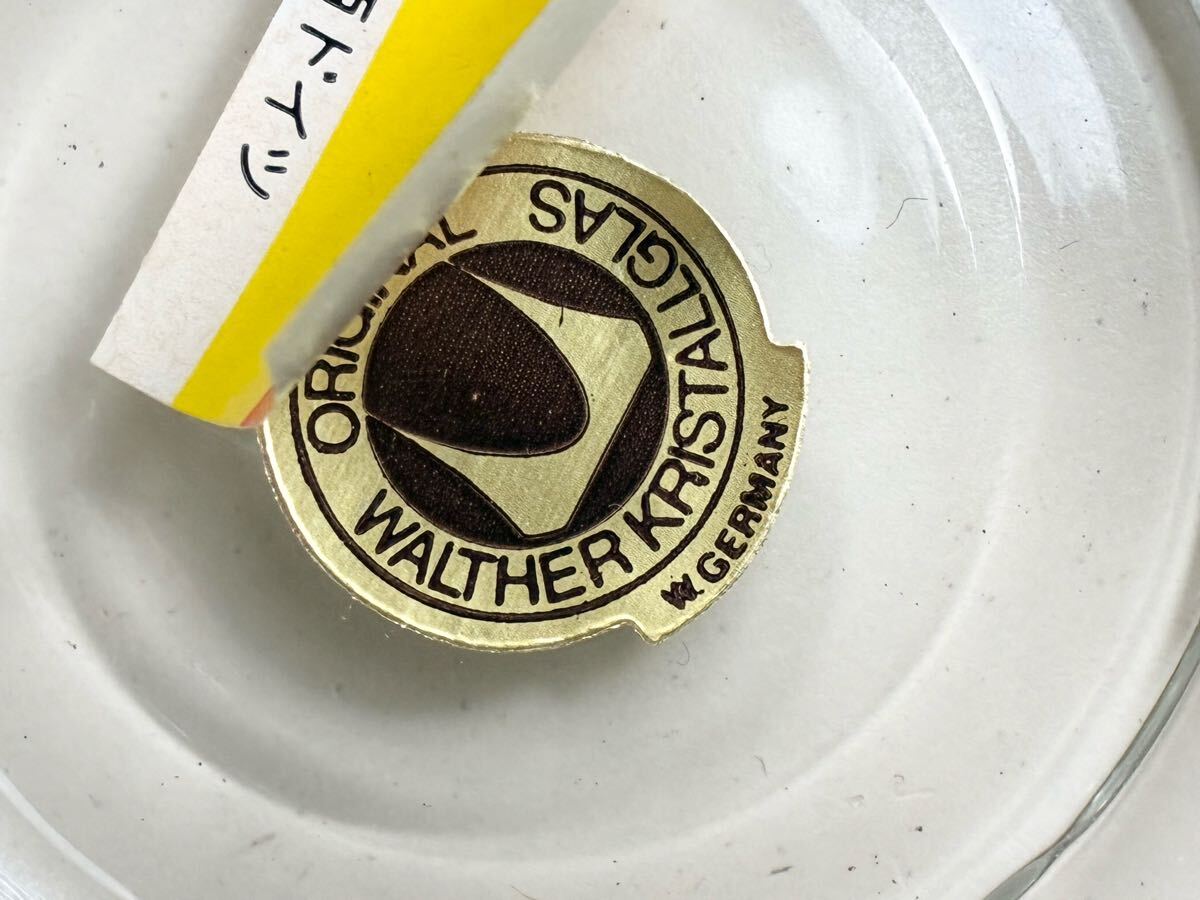 ドイツ
ORIGINAL
WALTHER KRISTALLGLAS
W. GERMANY